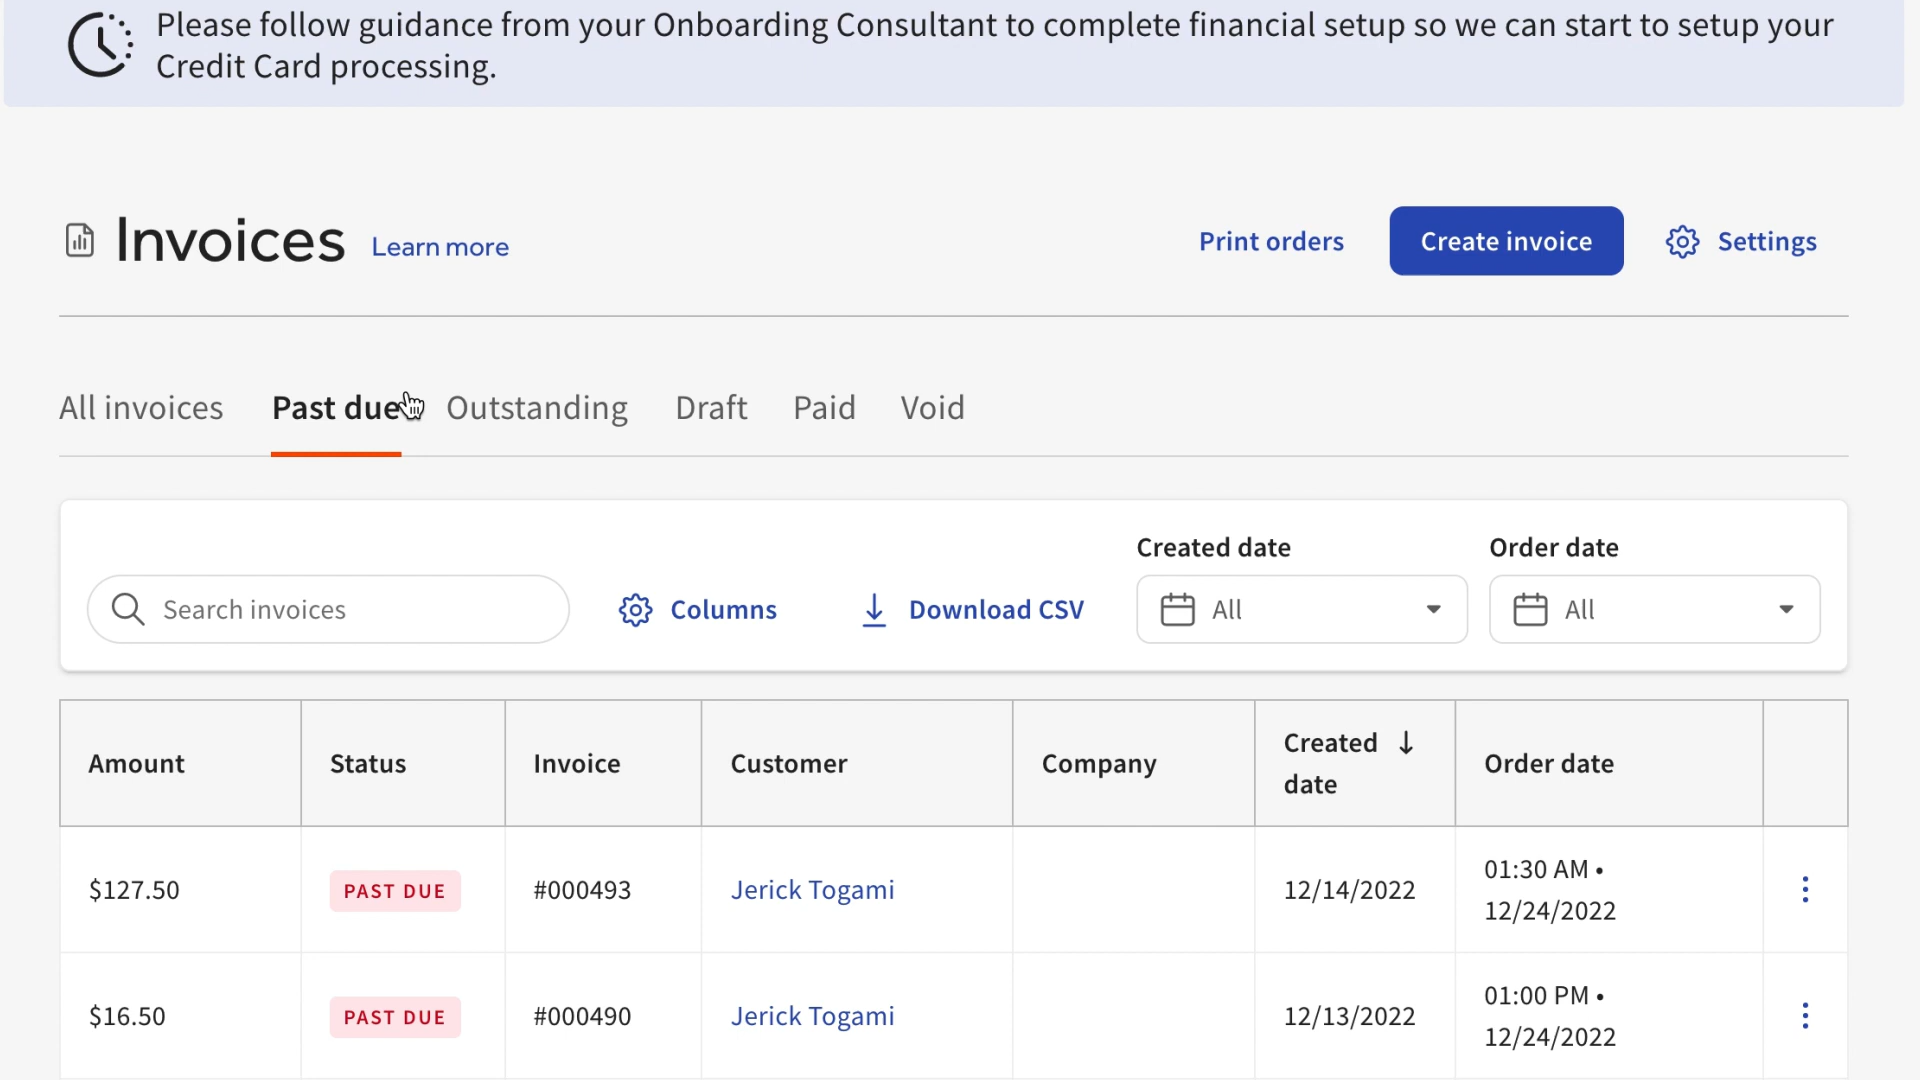 Please follow guidance from your Onboarding Consultant to complete financial setup so we can start to setup your
Credit Card processing.
Invoices Learn more
Print orders
Create invoice
Settings
All invoices
Past due
Outstanding
Draft
Paid
Void
Created date
Order date
Search invoices
Columns
Download CSV
All
All
Amount
Status
Invoice
Customer
Company
Created
date
Order date
$127.50
PAST DUE
#000493
Jerick Togami
12/14/2022
01:30 AM •
12/24/2022
$16.50
PAST DUE
#000490
Jerick Togami
12/13/2022
01:00 PM •
12/24/2022